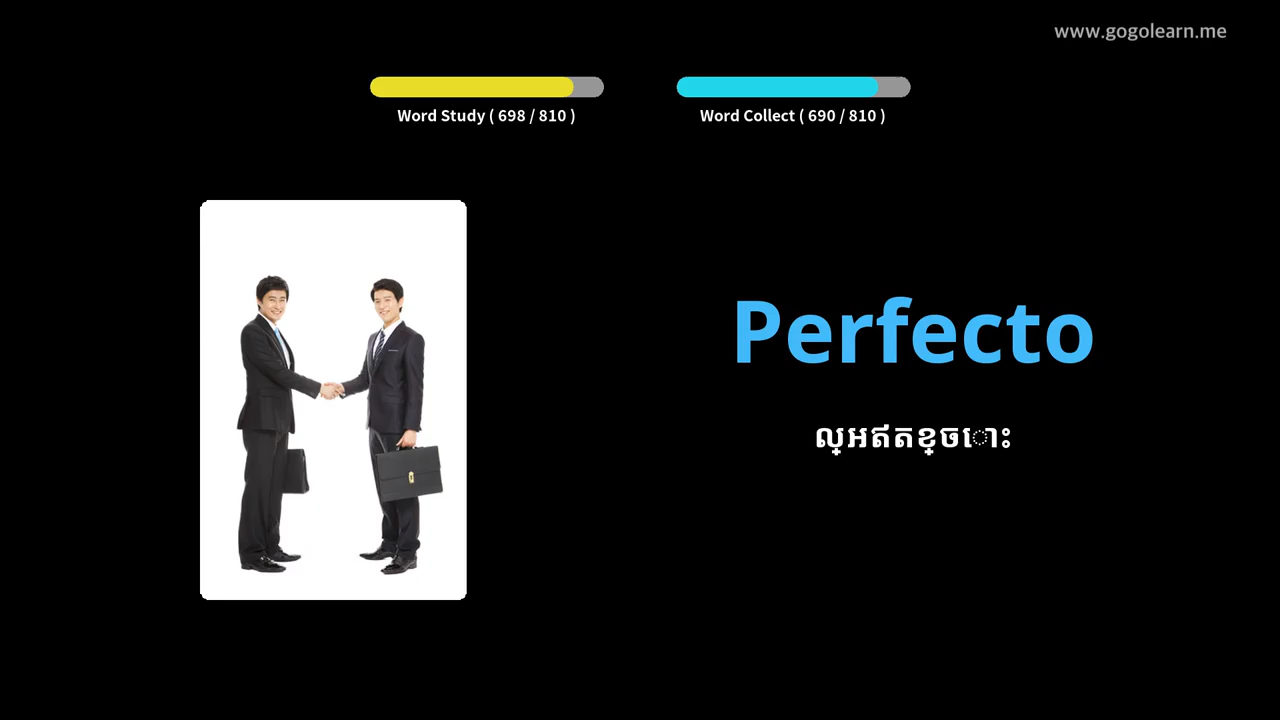 www.gogolearn.me
Word Study ( 698 / 810 )
Word Collect ( 690 / 810 )
Perfecto
ល្អឥតខ្ចោះ